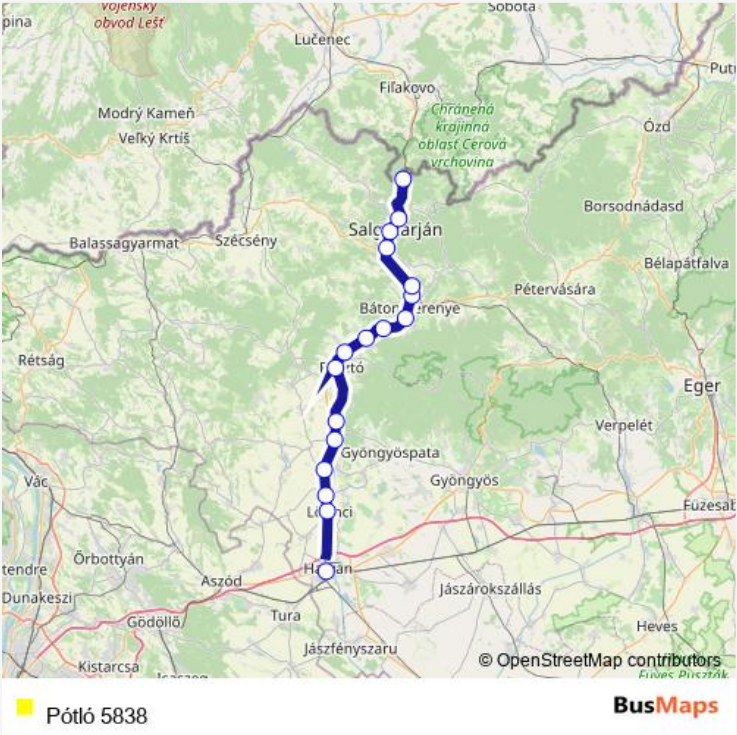 Vojenský
obvod Lešť
Sobota
Lučenec
Fiľakovo
Modrý Kameň
Veľký Krtíš
Chránená
krajinná
oblasť Cerová
vrchovina
Ózd
Borsodnádasd
Balassagyarmat
Szécsény
Bélapátfalva
Pétervására
Rétság
Eger
Verpelét
Gyöngyöspata
Vác
Gyöngyös
Örbottyán
Aszód
Jászárokszállás
Dunakeszi
Gödöllő
Tura
Heves
Jászfényszaru
Kistarcsa
© OpenStreetMap contributors
Pótló 5838
BusMaps